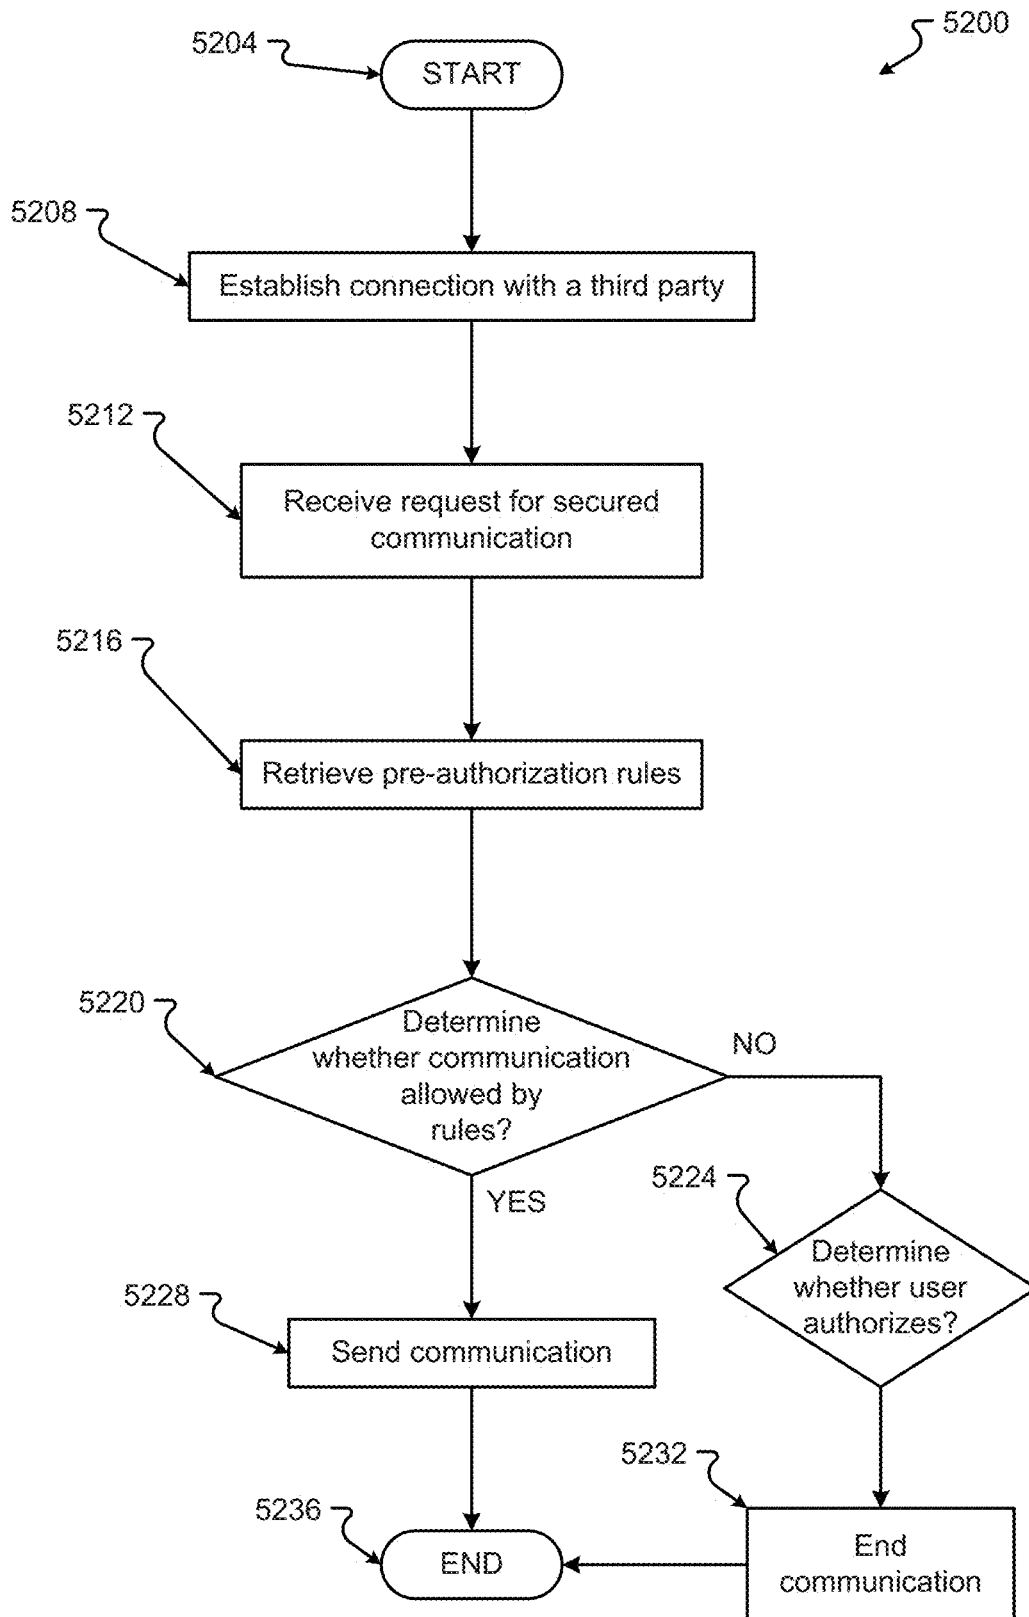 5200
5204
START
5208
Establish connection with a third party
5212
Receive request for secured
communication
5216
Retrieve pre-authorization rules
5220
Determine
whether communication
allowed by
rules?
NO
YES
5224
Determine
whether user
authorizes?
5228
Send communication
5232
End
communication
5236
END